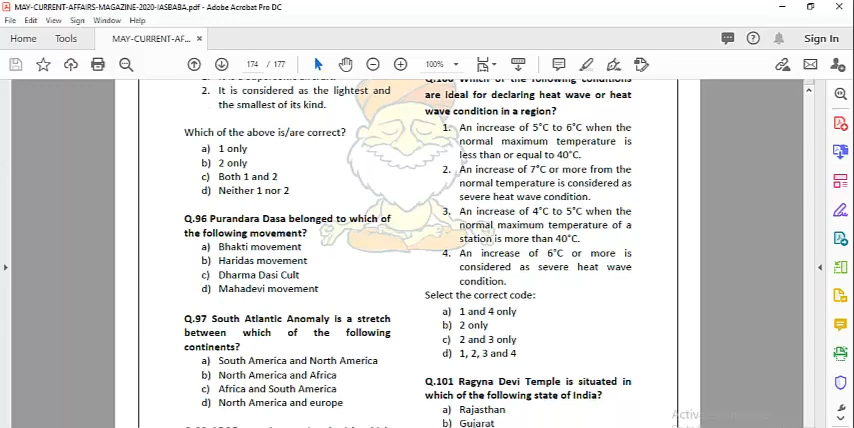 MAY-CURRENT-AFFAIRS-MAGAZINE-2020-IASBABA.pdf - Adobe Acrobat Pro DC
File Edit View Sign Window Help
Home Tools MAY-CURRENT-AF... × Sign In
174 / 177 100%
2. It is considered as the lightest and
the smallest of its kind.
Which of the above is/are correct?
a) 1 only
b) 2 only
c) Both 1 and 2
d) Neither 1 nor 2
Q.96 Purandara Dasa belonged to which of
the following movement?
a) Bhakti movement
b) Haridas movement
c) Dharma Dasi Cult
d) Mahadevi movement
Q.97 South Atlantic Anomaly is a stretch
between which of the following
continents?
a) South America and North America
b) North America and Africa
c) Africa and South America
d) North America and europe
Q.100 Which of the following conditions
are ideal for declaring heat wave or heat
wave condition in a region?
1. An increase of 5°C to 6°C when the
normal maximum temperature is
less than or equal to 40°C.
2. An increase of 7°C or more from the
normal temperature is considered as
severe heat wave condition.
3. An increase of 4°C to 5°C when the
normal maximum temperature of a
station is more than 40°C.
4. An increase of 6°C or more is
considered as severe heat wave
condition.
Select the correct code:
a) 1 and 4 only
b) 2 only
c) 2 and 3 only
d) 1, 2, 3 and 4
Q.101 Ragyna Devi Temple is situated in
which of the following state of India?
a) Rajasthan
b) Gujarat